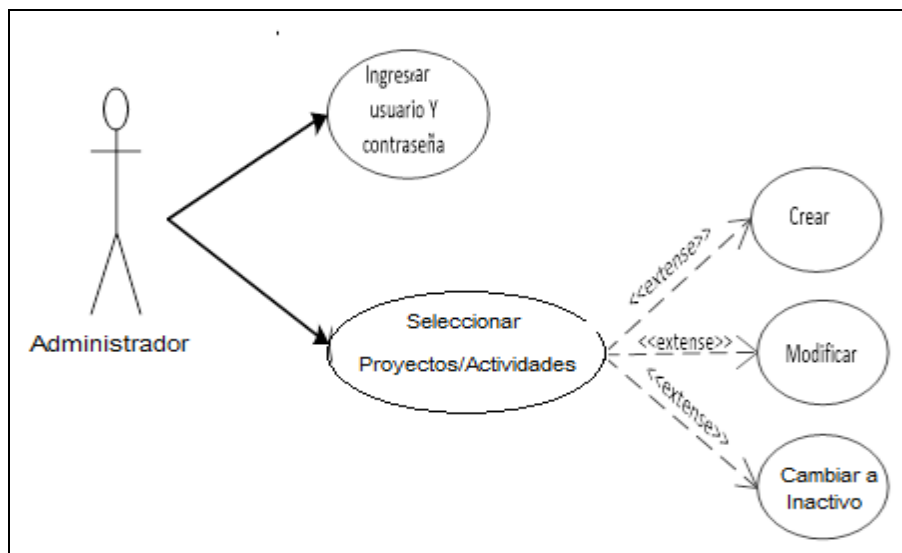 Ingresar
usuario Y
contraseña
Crear
<<extense>>
Seleccionar
Proyectos/Actividades
<<extense>>
Modificar
Administrador
<<extense>>
Cambiar a
Inactivo